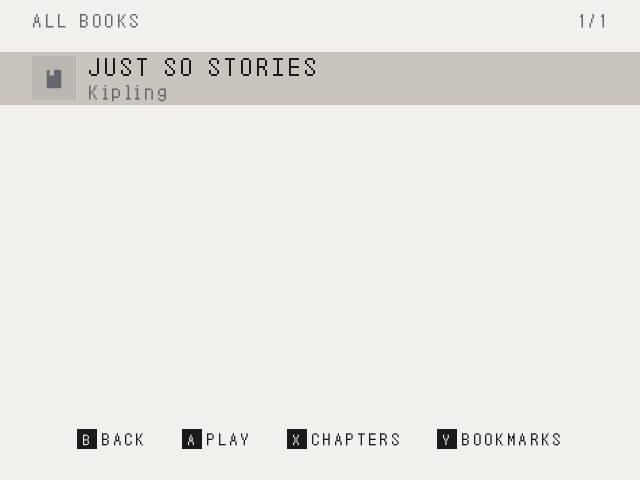 ALL BOOKS 1/1
JUST SO STORIES
Kipling
B BACK A PLAY X CHAPTERS Y BOOKMARKS